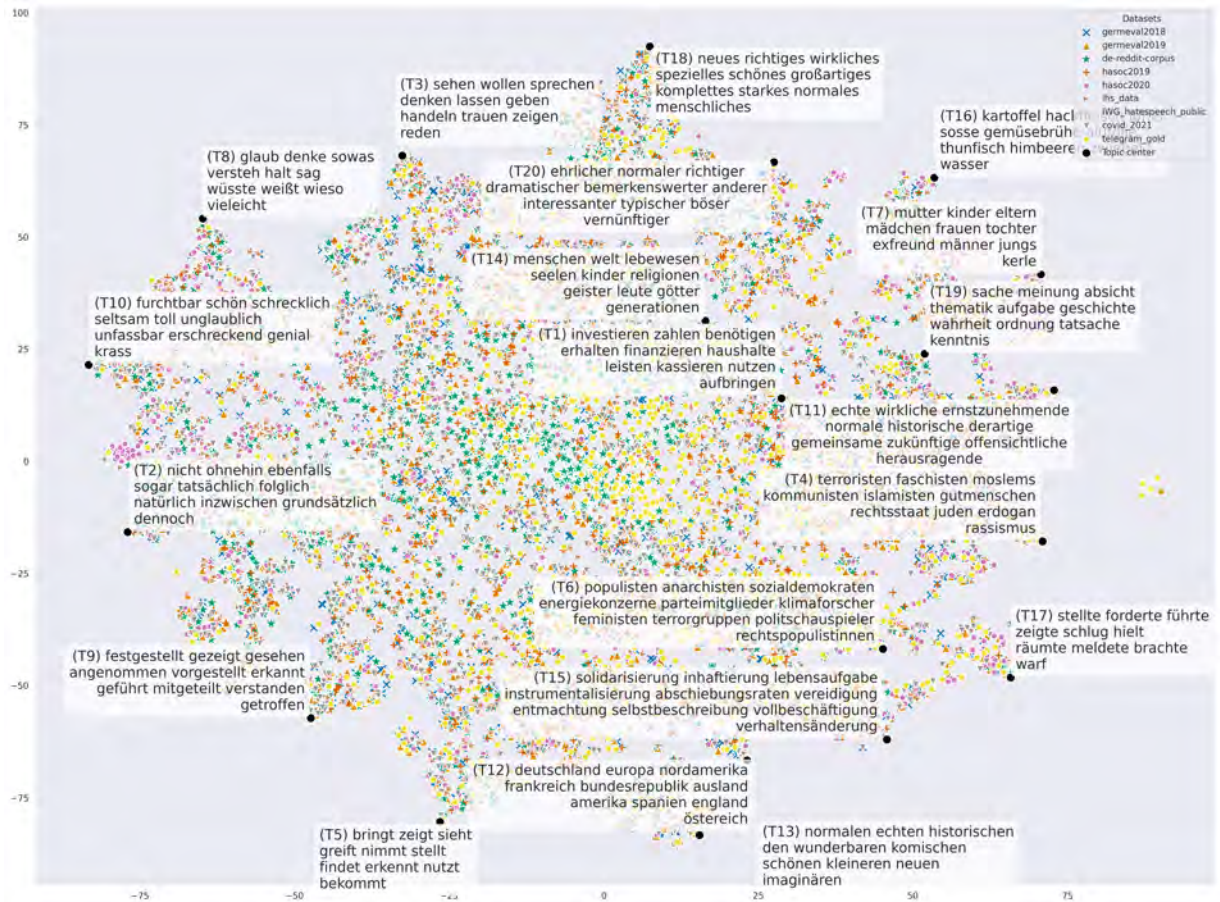 100
75
50
25
0
−25
−50
−75
−75
−50
−25
0
25
50
75
Datasets
germeval2018
germeval2019
de-reddit-corpus
hasoc2019
hasoc2020
ihs_data
IWG_hatespeech_public
covid_2021
telegram_gold
Topic center
(T18) neues richtiges wirkliches
spezielles schönes großartiges
komplettes starkes normales
menschliches
(T3) sehen wollen sprechen
denken lassen geben
handeln trauen zeigen
reden
(T16) kartoffel
sosse
thunfisch
wasser
(T8) glaub denke sowas
versteh halt sag
wüsste weißt wieso
vieleicht
(T20) ehrlicher normaler richtiger
dramatischer bemerkenswerter anderer
interessanter typischer böser
vernünftiger
(T7) mutter kinder eltern
mädchen frauen tochter
exfreund männer jungs
kerle
(T14) menschen welt lebewesen
seelen kinder religionen
geister leute götter
generationen
(T19) sache meinung absicht
thematik aufgabe geschichte
wahrheit ordnung tatsache
kenntnis
(T10) furchtbar schön schrecklich
seltsam toll unglaublich
unfassbar erschreckend genial
krass
(T1) investieren zahlen benötigen
erhalten finanzieren haushalte
leisten kassieren nutzen
aufbringen
(T11) echte wirkliche ernstzunehmende
normale historische derartige
gemeinsame zukünftige offensichtliche
herausragende
(T2) nicht ohnehin ebenfalls
sogar tatsächlich folglich
natürlich inzwischen grundsätzlich
dennoch
(T4) terroristen faschisten moslems
kommunisten islamisten gutmenschen
rechtsstaat juden erdogan
rassismus
(T6) populisten anarchisten sozialdemokraten
energiekonzerne parteimitglieder klimaforscher
feministen terrorgruppen politschauspieler
rechtspopulistinnen
(T17) stellte forderte führte
zeigte schlug hielt
räumte meldete brachte
warf
(T9) festgestellt gezeigt gesehen
angenommen vorgestellt erkannt
geführt mitgeteilt verstanden
getroffen
(T15) solidarisierung inhaftierung lebensaufgabe
instrumentalisierung abschiebungsraten vereidigung
entmachtung selbstbeschreibung vollbeschäftigung
verhaltensänderung
(T12) deutschland europa nordamerika
frankreich bundesrepublik ausland
amerika spanien england
östereich
(T5) bringt zeigt sieht
greift nimmt stellt
findet erkennt nutzt
bekommt
(T13) normalen echten historischen
den wunderbaren komischen
schönen kleineren neuen
imaginären